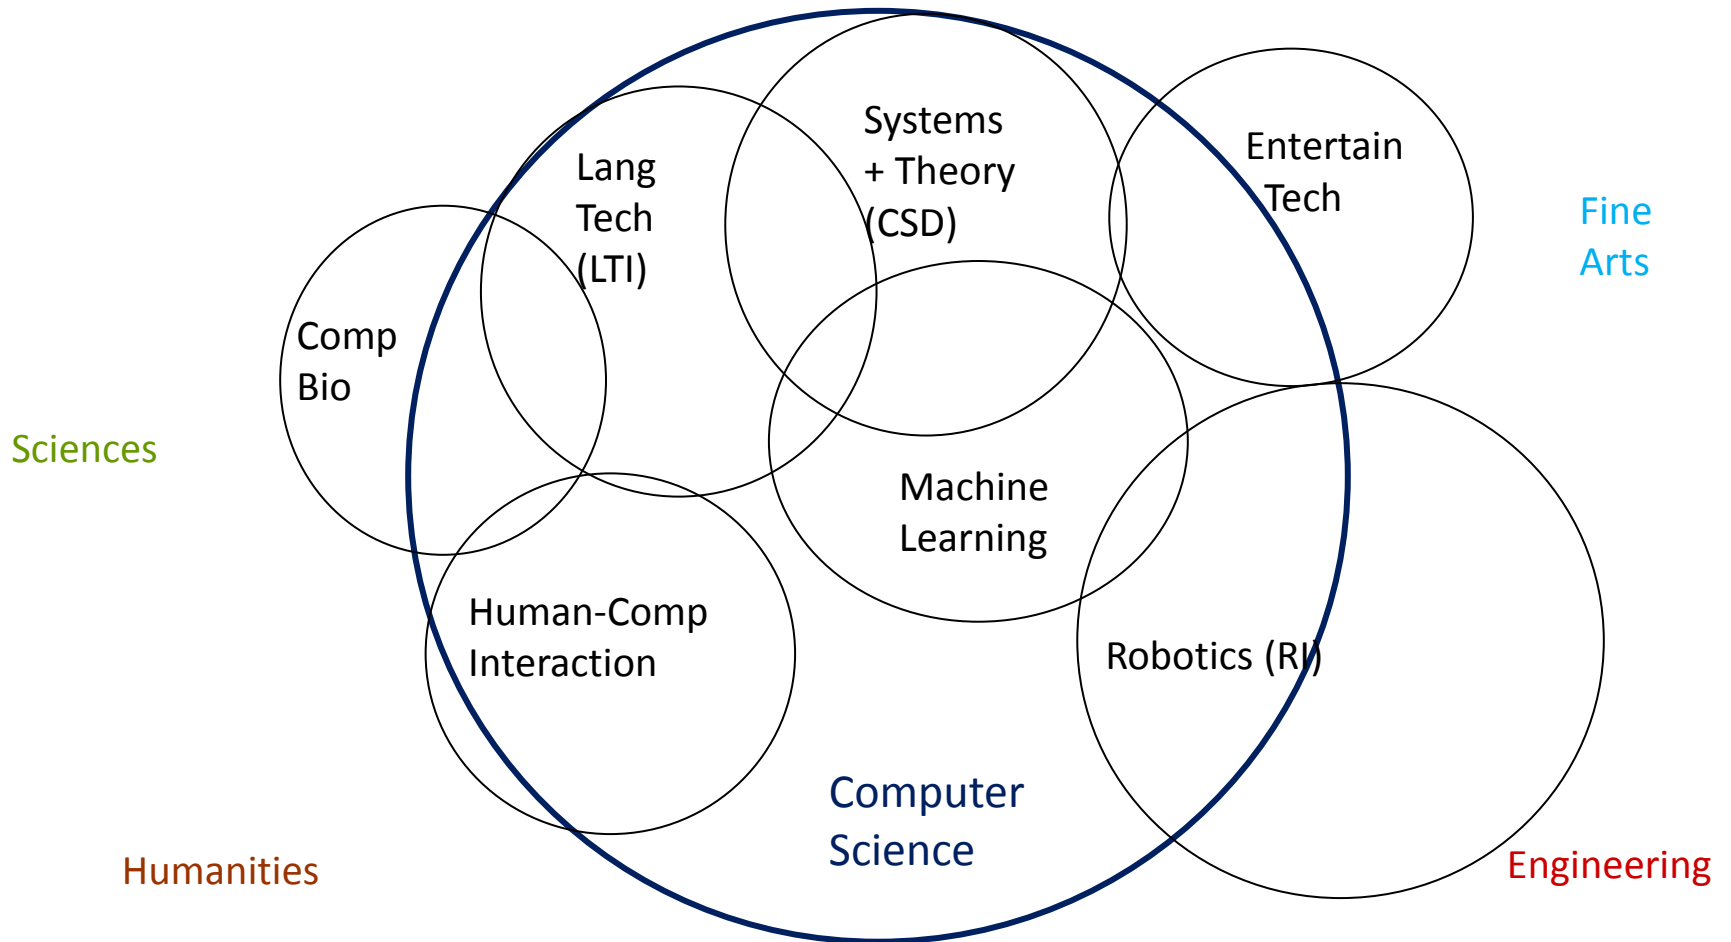 Systems
+ Theory
(CSD)
Entertain
Tech
Lang
Tech
(LTI)
Fine
Arts
Comp
Bio
Sciences
Machine
Learning
Human-Comp
Interaction
Robotics (RI)
Computer
Science
Humanities
Engineering